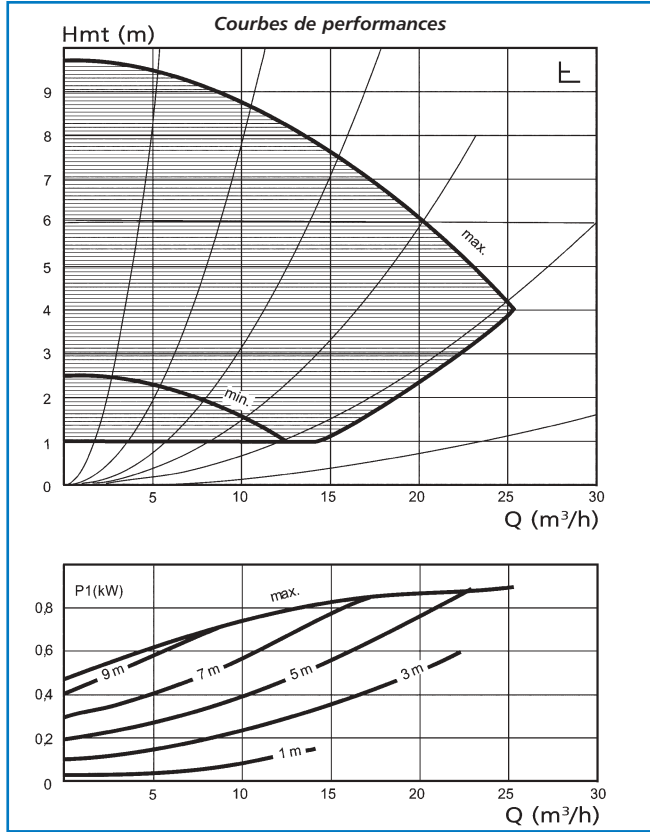 Courbes de performances
Hmt (m)
9
8
7
6
5
4
3
2
1
0
max.
min.
5 10 15 20 25 30
Q (m³/h)
P1(kW)
0,8
0,6
0,4
0,2
0
max.
9 m
7 m
5 m
3 m
1 m
5 10 15 20 25 30
Q (m³/h)